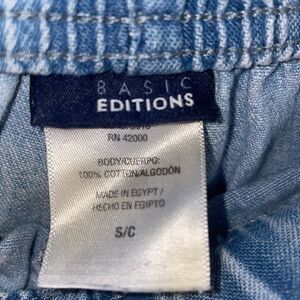 BASIC
EDITIONS
RN 42000
BODY/CUERPO:
100% COTTON/ALGODÓN
MADE IN EGYPT/
HECHO EN EGIPTO
S/C